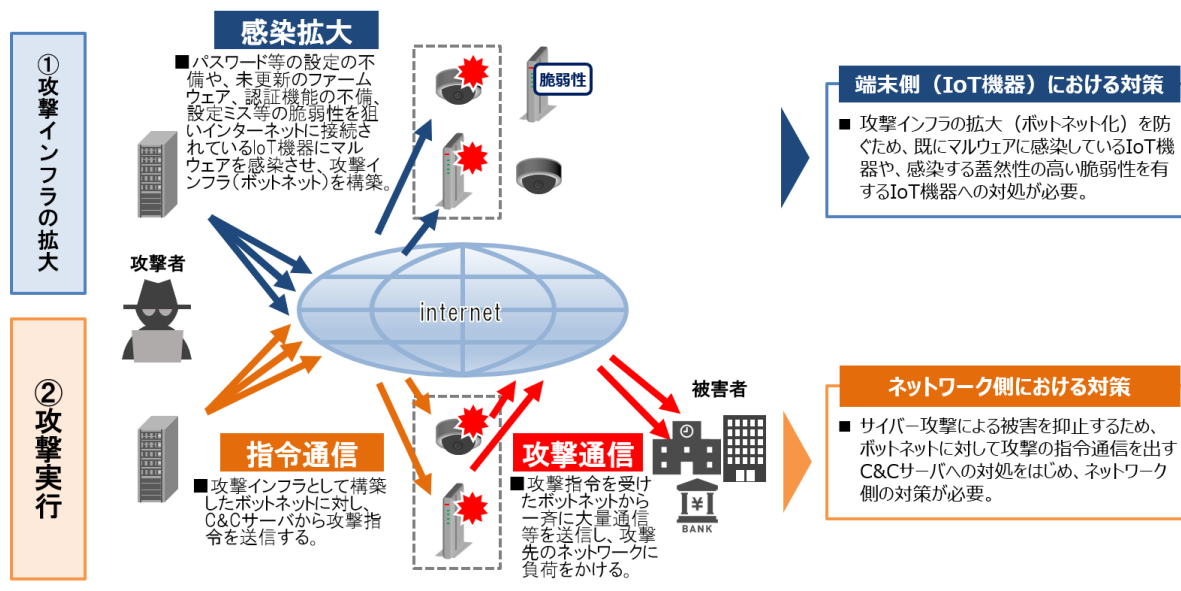 ①攻撃インフラの拡大
感染拡大
■パスワード等の設定の不
備や、未更新のファーム
ウェア、認証機能の不備、
設定ミス等の脆弱性を狙
いインターネットに接続さ
れているIoT機器にマル
ウェアを感染させ、攻撃イ
ンフラ（ボットネット）を構築。
脆弱性
端末側（IoT機器）における対策
■ 攻撃インフラの拡大（ボットネット化）を防
ぐため、既にマルウェアに感染しているIoT機
器や、感染する蓋然性の高い脆弱性を有
するIoT機器への対処が必要。
攻撃者
internet
②攻撃実行
指令通信
■攻撃インフラとして構築
したボットネットに対し、
C&Cサーバから攻撃指
令を送信する。
攻撃通信
■攻撃指令を受け
たボットネットから
一斉に大量通信
等を送信し、攻撃
先のネットワークに
負荷をかける。
被害者
¥
BANK
ネットワーク側における対策
■ サイバー攻撃による被害を抑止するため、
ボットネットに対して攻撃の指令通信を出す
C&Cサーバへの対処をはじめ、ネットワーク
側の対策が必要。